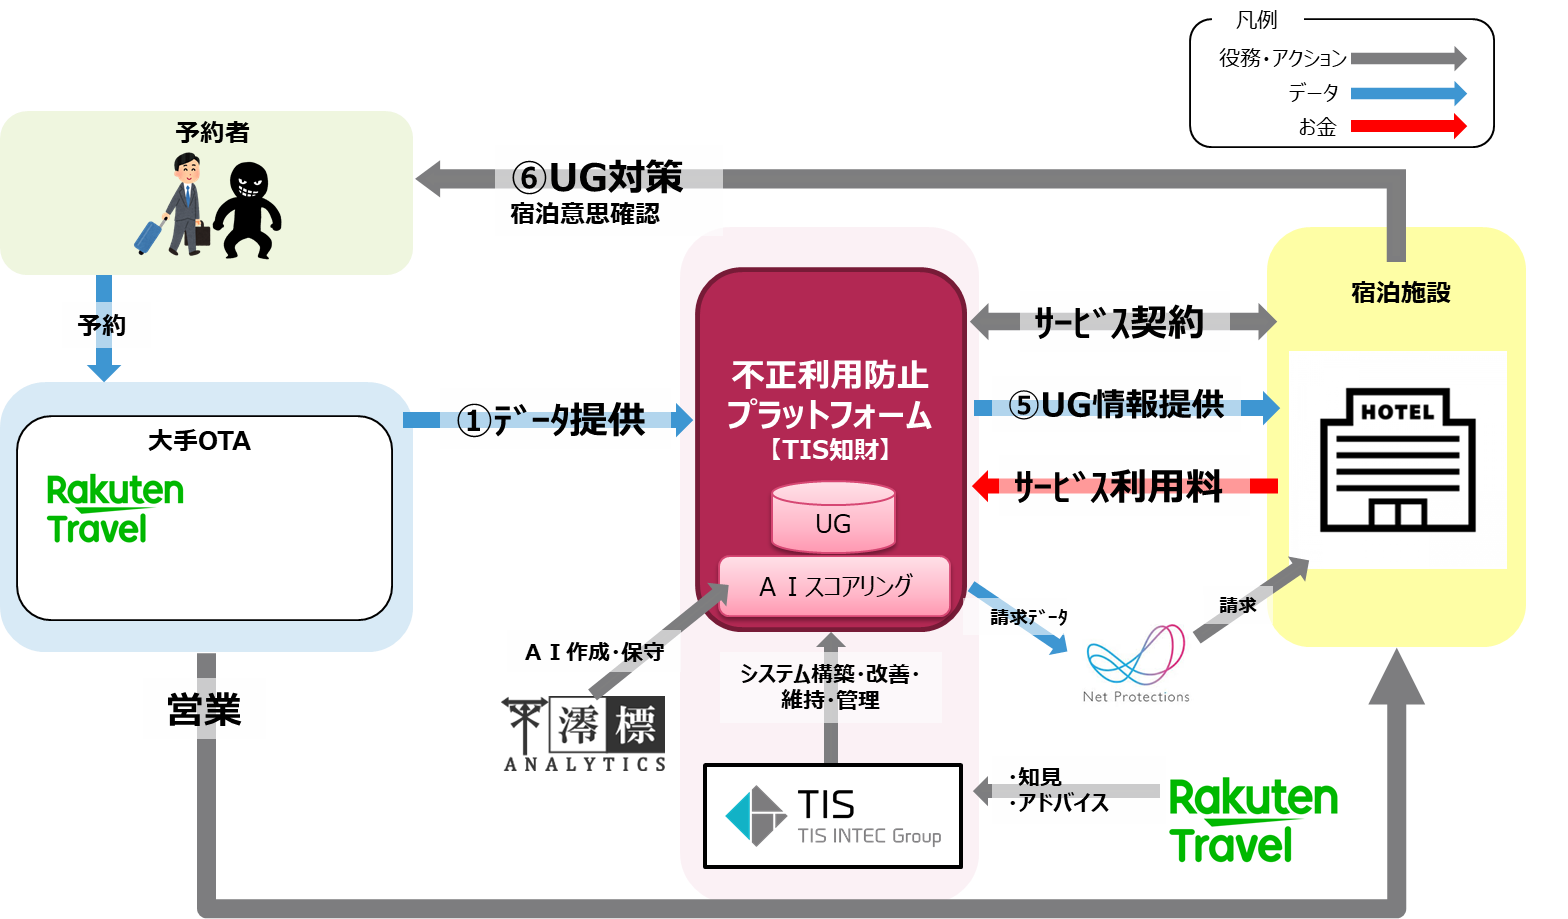 凡例
役務・アクション
データ
お金
予約者
⑥UG対策
宿泊意思確認
予約
大手OTA
Rakuten
Travel
①ﾃﾞｰﾀ提供
不正利用防止
プラットフォーム
【TIS知財】
UG
ＡＩスコアリング
ｻｰﾋﾞｽ契約
⑤UG情報提供
ｻｰﾋﾞｽ利用料
宿泊施設
HOTEL
請求ﾃﾞｰﾀ
請求
Net Protections
ＡＩ作成・保守
澪標
ANALYTICS
システム構築・改善・
維持・管理
営業
TIS
TIS INTEC Group
・知見
・アドバイス
Rakuten
Travel